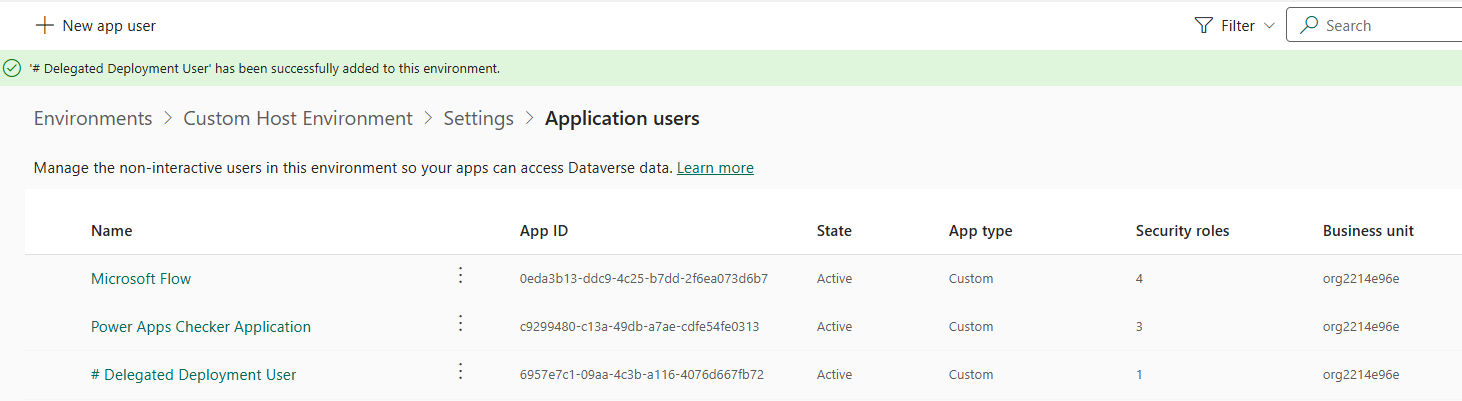 New app user
Filter
Search
'# Delegated Deployment User' has been successfully added to this environment.
Environments > Custom Host Environment > Settings > Application users
Manage the non-interactive users in this environment so your apps can access Dataverse data. Learn more
Name App ID State App type Security roles Business unit
Microsoft Flow 0eda3b13-ddc9-4c25-b7dd-2f6ea073d6b7 Active Custom 4 org2214e96e
Power Apps Checker Application c9299480-c13a-49db-a7ae-cdfe54fe0313 Active Custom 3 org2214e96e
# Delegated Deployment User 6957e7c1-09aa-4c3b-a116-4076d667fb72 Active Custom 1 org2214e96e